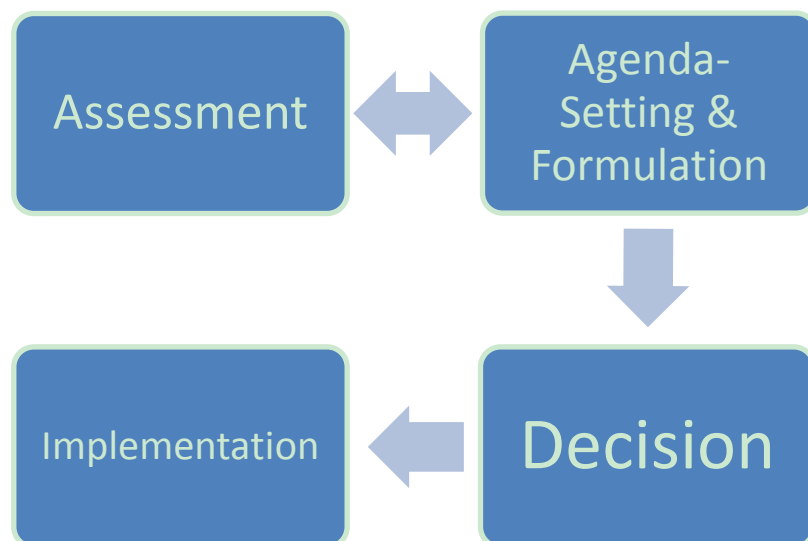 Assessment
Agenda-
Setting &
Formulation
Implementation
Decision